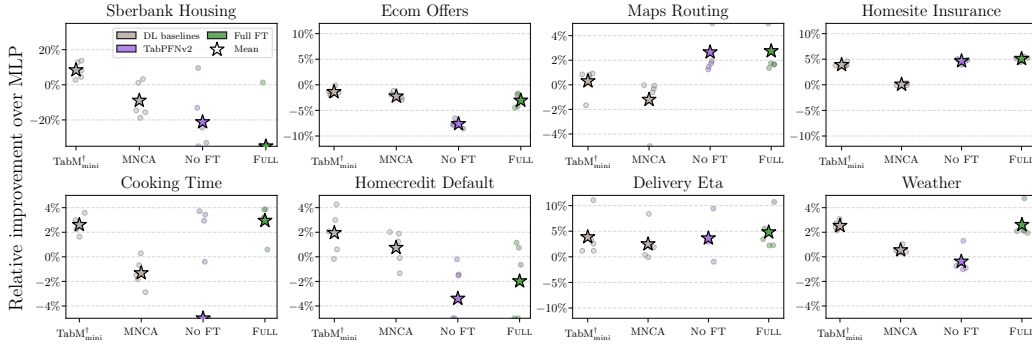 Relative improvement over MLP
Sberbank Housing
20%
0%
−20%
DL baselines
TabPFNv2
Full FT
Mean
TabM†mini
MNCA
No FT
Full
Ecom Offers
10%
5%
0%
−5%
−10%
TabM†mini
MNCA
No FT
Full
Maps Routing
4%
2%
0%
−2%
−4%
TabM†mini
MNCA
No FT
Full
Homesite Insurance
10%
5%
0%
−5%
−10%
TabM†mini
MNCA
No FT
Full
Cooking Time
4%
2%
0%
−2%
−4%
TabM†mini
MNCA
No FT
Full
Homecredit Default
4%
2%
0%
−2%
−4%
TabM†mini
MNCA
No FT
Full
Delivery Eta
10%
5%
0%
−5%
−10%
TabM†mini
MNCA
No FT
Full
Weather
4%
2%
0%
−2%
−4%
TabM†mini
MNCA
No FT
Full